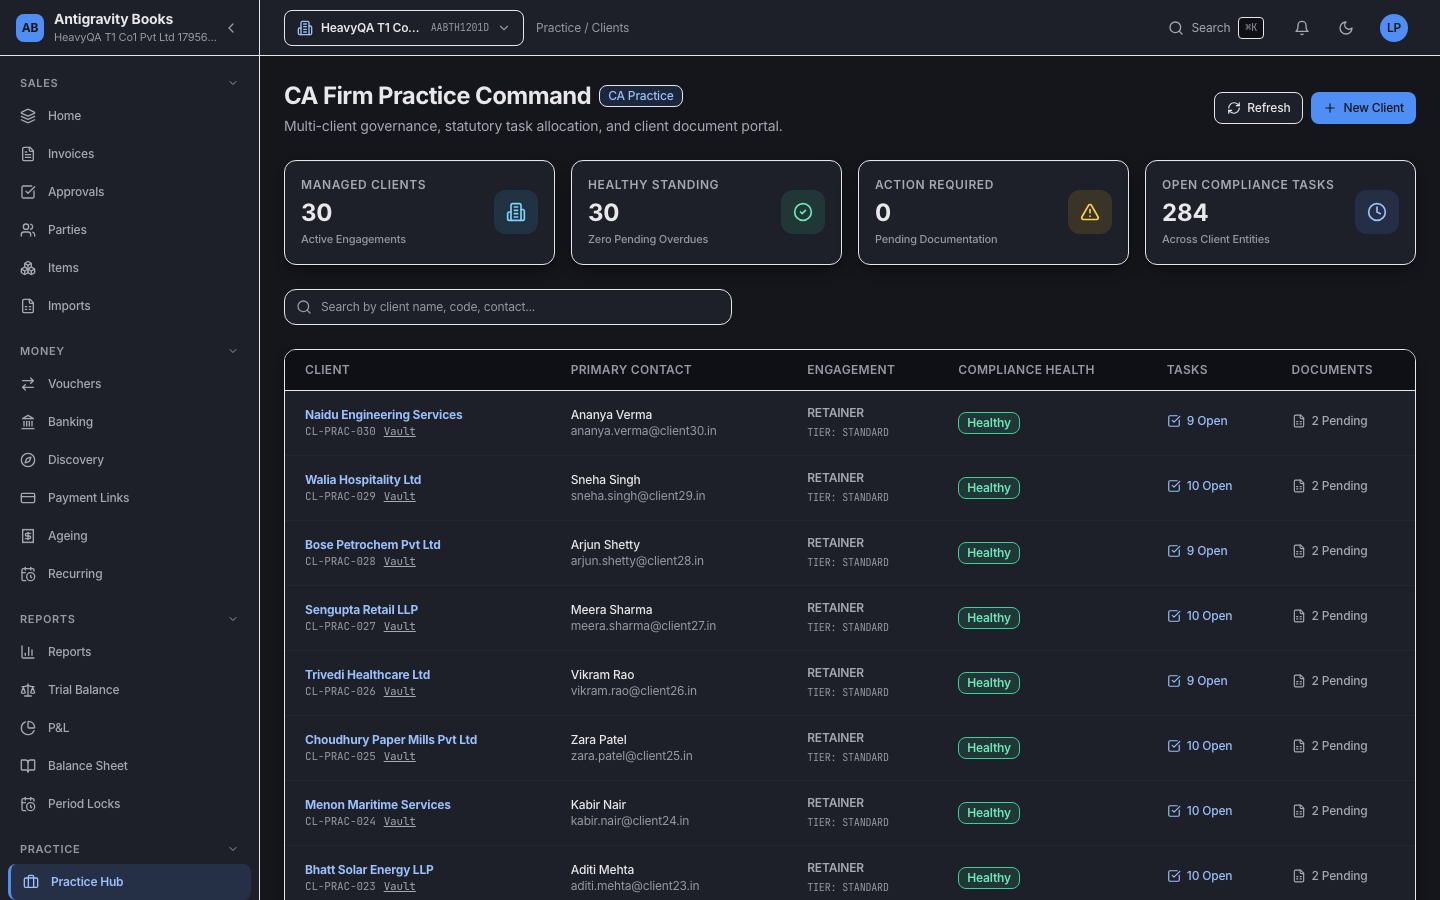 AB
Antigravity Books
HeavyQA T1 Co1 Pvt Ltd 17956...
HeavyQA T1 Co...
AABTH1201D
Practice / Clients
Search
⌘K
LP
SALES
Home
Invoices
Approvals
Parties
Items
Imports
MONEY
Vouchers
Banking
Discovery
Payment Links
Ageing
Recurring
REPORTS
Reports
Trial Balance
P&L
Balance Sheet
Period Locks
PRACTICE
Practice Hub
CA Firm Practice Command
CA Practice
Multi-client governance, statutory task allocation, and client document portal.
Refresh
New Client
MANAGED CLIENTS
30
Active Engagements
HEALTHY STANDING
30
Zero Pending Overdues
ACTION REQUIRED
0
Pending Documentation
OPEN COMPLIANCE TASKS
284
Across Client Entities
Search by client name, code, contact...
CLIENT PRIMARY CONTACT ENGAGEMENT COMPLIANCE HEALTH TASKS DOCUMENTS
Naidu Engineering Services Ananya Verma RETAINER Healthy 9 Open 2 Pending
CL-PRAC-030 Vault ananya.verma@client30.in TIER: STANDARD
Walia Hospitality Ltd Sneha Singh RETAINER Healthy 10 Open 2 Pending
CL-PRAC-029 Vault sneha.singh@client29.in TIER: STANDARD
Bose Petrochem Pvt Ltd Arjun Shetty RETAINER Healthy 9 Open 2 Pending
CL-PRAC-028 Vault arjun.shetty@client28.in TIER: STANDARD
Sengupta Retail LLP Meera Sharma RETAINER Healthy 10 Open 2 Pending
CL-PRAC-027 Vault meera.sharma@client27.in TIER: STANDARD
Trivedi Healthcare Ltd Vikram Rao RETAINER Healthy 9 Open 2 Pending
CL-PRAC-026 Vault vikram.rao@client26.in TIER: STANDARD
Choudhury Paper Mills Pvt Ltd Zara Patel RETAINER Healthy 10 Open 2 Pending
CL-PRAC-025 Vault zara.patel@client25.in TIER: STANDARD
Menon Maritime Services Kabir Nair RETAINER Healthy 10 Open 2 Pending
CL-PRAC-024 Vault kabir.nair@client24.in TIER: STANDARD
Bhatt Solar Energy LLP Aditi Mehta RETAINER Healthy 10 Open 2 Pending
CL-PRAC-023 Vault aditi.mehta@client23.in TIER: STANDARD